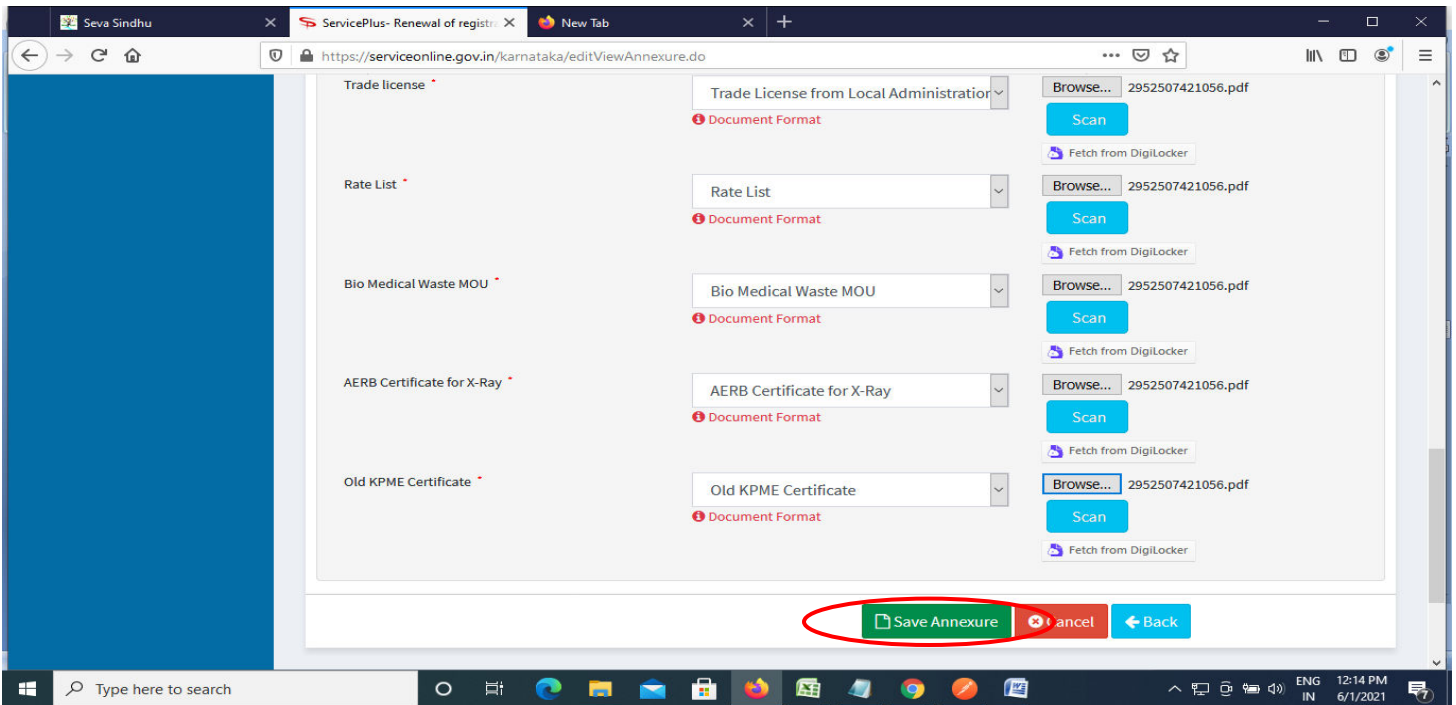 Seva Sindhu
ServicePlus- Renewal of registra
New Tab
https://serviceonline.gov.in/karnataka/editViewAnnexure.do
Trade license *
Trade License from Local Administration
Browse... 2952507421056.pdf
Document Format
Scan
Fetch from DigiLocker
Rate List *
Rate List
Browse... 2952507421056.pdf
Document Format
Scan
Fetch from DigiLocker
Bio Medical Waste MOU *
Bio Medical Waste MOU
Browse... 2952507421056.pdf
Document Format
Scan
Fetch from DigiLocker
AERB Certificate for X-Ray *
AERB Certificate for X-Ray
Browse... 2952507421056.pdf
Document Format
Scan
Fetch from DigiLocker
Old KPME Certificate *
Old KPME Certificate
Browse... 2952507421056.pdf
Document Format
Scan
Fetch from DigiLocker
Save Annexure
Cancel
Back
Type here to search
ENG
IN
12:14 PM
6/1/2021
7